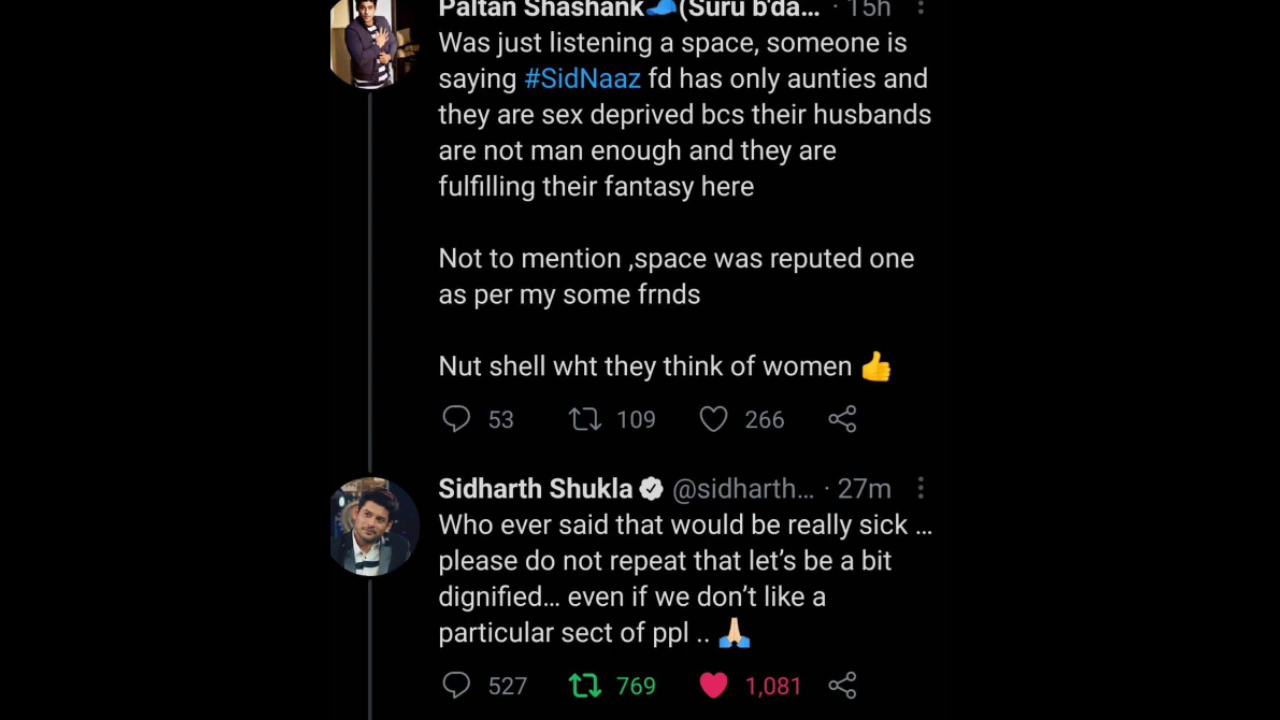 Paltan Shashank🧢(Suru b'da... · 15h
Was just listening a space, someone is
saying #SidNaaz fd has only aunties and
they are sex deprived bcs their husbands
are not man enough and they are
fulfilling their fantasy here
Not to mention ,space was reputed one
as per my some frnds
Nut shell wht they think of women 👍
53 109 266
Sidharth Shukla @sidharth... · 27m
Who ever said that would be really sick …
please do not repeat that let's be a bit
dignified… even if we don't like a
particular sect of ppl .. 🙏🏻
527 769 1,081